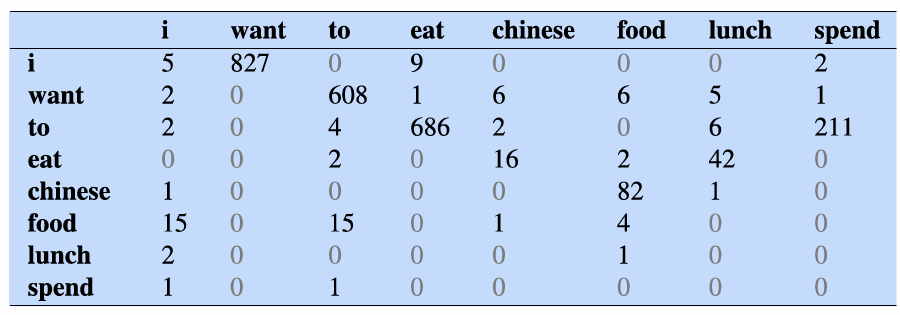 i want to eat chinese food lunch spend
i 5 827 0 9 0 0 0 2
want 2 0 608 1 6 6 5 1
to 2 0 4 686 2 0 6 211
eat 0 0 2 0 16 2 42 0
chinese 1 0 0 0 0 82 1 0
food 15 0 15 0 1 4 0 0
lunch 2 0 0 0 0 1 0 0
spend 1 0 1 0 0 0 0 0